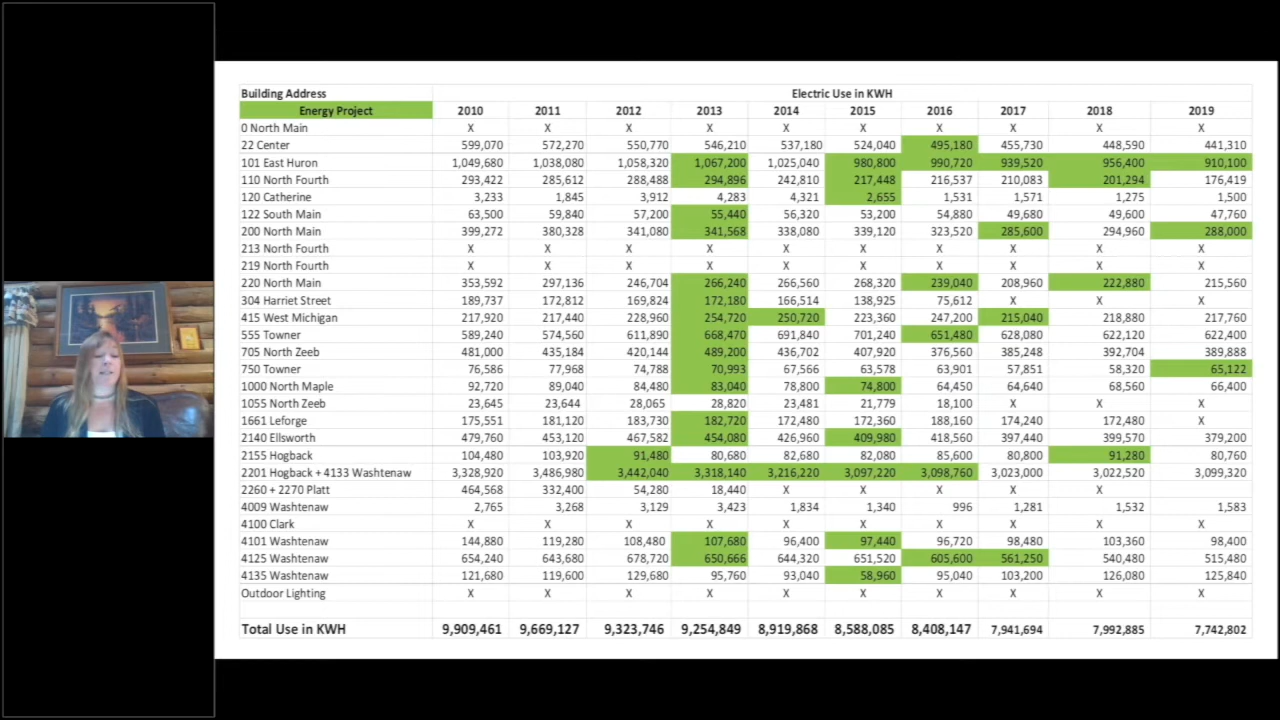 Building Address Electric Use in KWH
Energy Project 2010 2011 2012 2013 2014 2015 2016 2017 2018 2019
0 North Main X X X X X X X X X X
22 Center 599,070 572,270 550,770 546,210 537,180 524,040 495,180 455,730 448,590 441,310
101 East Huron 1,049,680 1,038,080 1,058,320 1,067,200 1,025,040 980,800 990,720 939,520 956,400 910,100
110 North Fourth 293,422 285,612 288,488 294,896 242,810 217,448 216,537 210,083 201,294 176,419
120 Catherine 3,233 1,845 3,912 4,283 4,321 2,655 1,531 1,571 1,275 1,500
122 South Main 63,500 59,840 57,200 55,440 56,320 53,200 54,880 49,680 49,600 47,760
200 North Main 399,272 380,328 341,080 341,568 338,080 339,120 323,520 285,600 294,960 288,000
213 North Fourth X X X X X X X X X X
219 North Fourth X X X X X X X X X X
220 North Main 353,592 297,136 246,704 266,240 266,560 268,320 239,040 208,960 222,880 215,560
304 Harriet Street 189,737 172,812 169,824 172,180 166,514 138,925 75,612 X X X
415 West Michigan 217,920 217,440 228,960 254,720 250,720 223,360 247,200 215,040 218,880 217,760
555 Towner 589,240 574,560 611,890 668,470 691,840 701,240 651,480 628,080 622,120 622,400
705 North Zeeb 481,000 435,184 420,144 489,200 436,702 407,920 376,560 385,248 392,704 389,888
750 Towner 76,586 77,968 74,788 70,993 67,566 63,578 63,901 57,851 58,320 65,122
1000 North Maple 92,720 89,040 84,480 83,040 78,800 74,800 64,450 64,640 68,560 66,400
1055 North Zeeb 23,645 23,644 28,065 28,820 23,481 21,779 18,100 X X X
1661 Leforge 175,551 181,120 183,730 182,720 172,480 172,360 188,160 174,240 172,480 X
2140 Ellsworth 479,760 453,120 467,582 454,080 426,960 409,980 418,560 397,440 399,570 379,200
2155 Hogback 104,480 103,920 91,480 80,680 82,680 82,080 85,600 80,800 91,280 80,760
2201 Hogback + 4133 Washtenaw 3,328,920 3,486,980 3,442,040 3,318,140 3,216,220 3,097,220 3,098,760 3,023,000 3,022,520 3,099,320
2260 + 2270 Platt 464,568 332,400 54,280 18,440 X X X X X
4009 Washtenaw 2,765 3,268 3,129 3,423 1,834 1,340 996 1,281 1,532 1,583
4100 Clark X X X X X X X X X X
4101 Washtenaw 144,880 119,280 108,480 107,680 96,400 97,440 96,720 98,480 103,360 98,400
4125 Washtenaw 654,240 643,680 678,720 650,666 644,320 651,520 605,600 561,250 540,480 515,480
4135 Washtenaw 121,680 119,600 129,680 95,760 93,040 58,960 95,040 103,200 126,080 125,840
Outdoor Lighting X X X X X X X X X X
Total Use in KWH 9,909,461 9,669,127 9,323,746 9,254,849 8,919,868 8,588,085 8,408,147 7,941,694 7,992,885 7,742,802